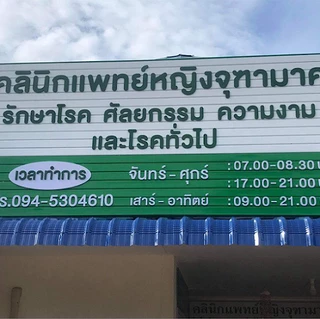 คลินิกแพทย์หญิงจุฑามาศ
รักษาโรค ศัลยกรรม ความงาม
และโรคทั่วไป
เวลาทำการ จันทร์-ศุกร์ :07.00-08.30
:17.00-21.00
โทร.094-5304610 เสาร์-อาทิตย์ :09.00-21.00
คลินิกแพทย์หญิงจุฑามาศ